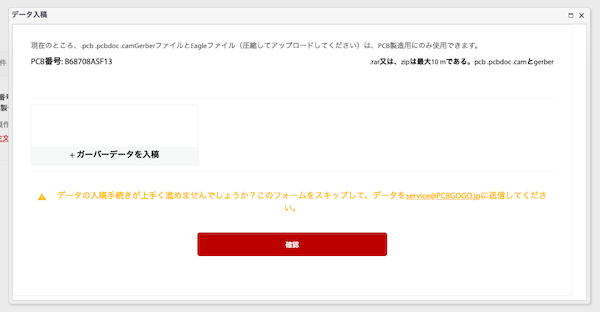 データ入稿
現在のところ、.pcb .pcbdoc .camGerberファイルとEagleファイル（圧縮してアップロードしてください）は、PCB製造用にのみ使用できます。
PCB番号: B68708ASF13
.rar又は、zipは最大10 mである。pcb .pcbdoc .camとgerber
+ ガーバーデータを入稿
データの入稿手続きが上手く進めませんでしょうか？このフォームをスキップして、データをservice@PCBGOGO.jpに送信してくださ
い。
確認
件
番号
製
文